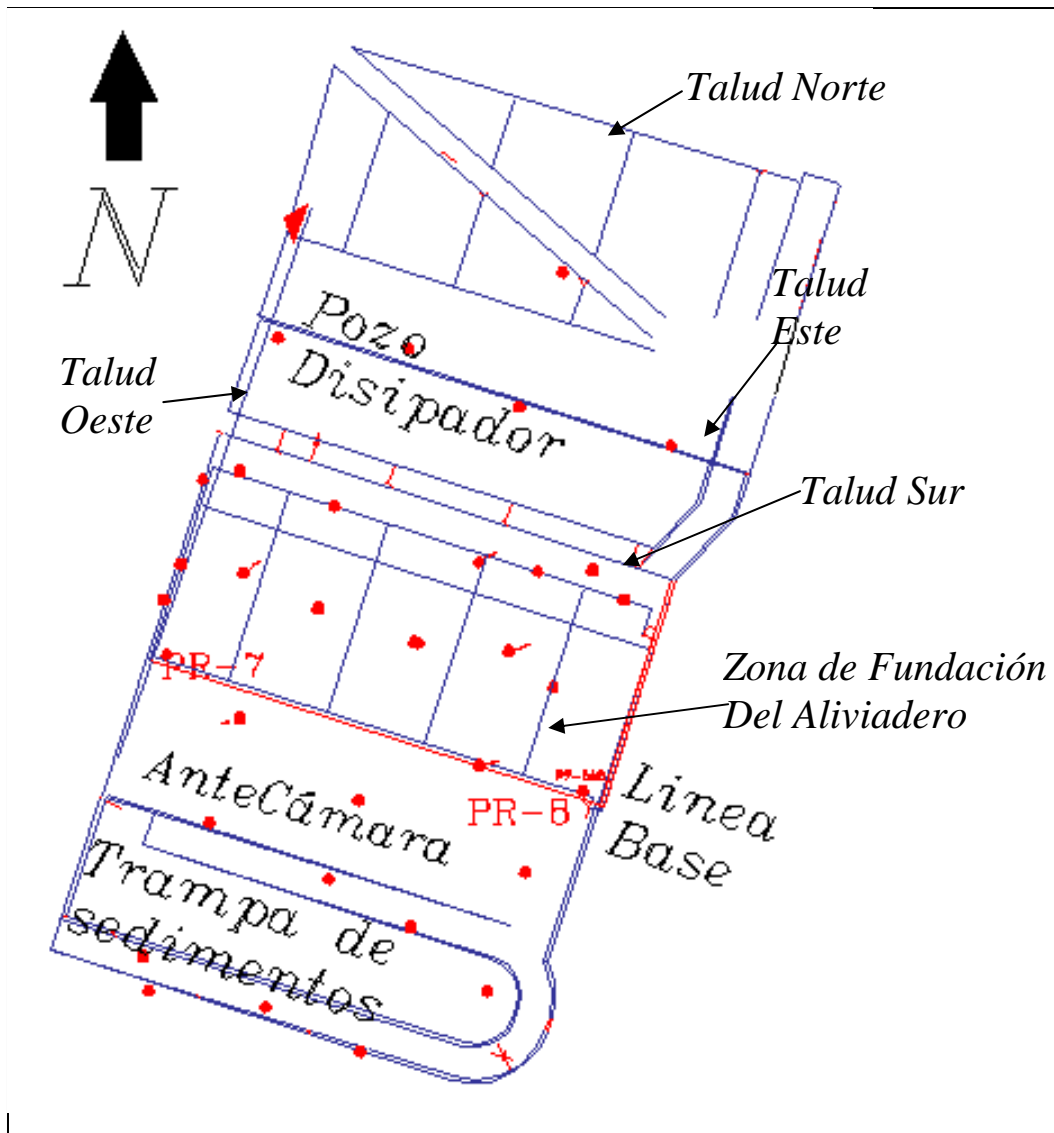 Talud Norte
N
Talud
Este
Pozo
Disipador
Talud
Oeste
Talud Sur
PR-7
Zona de Fundación
Del Aliviadero
AnteCámara
PR-8
Línea
Base
Trampa de
sedimentos